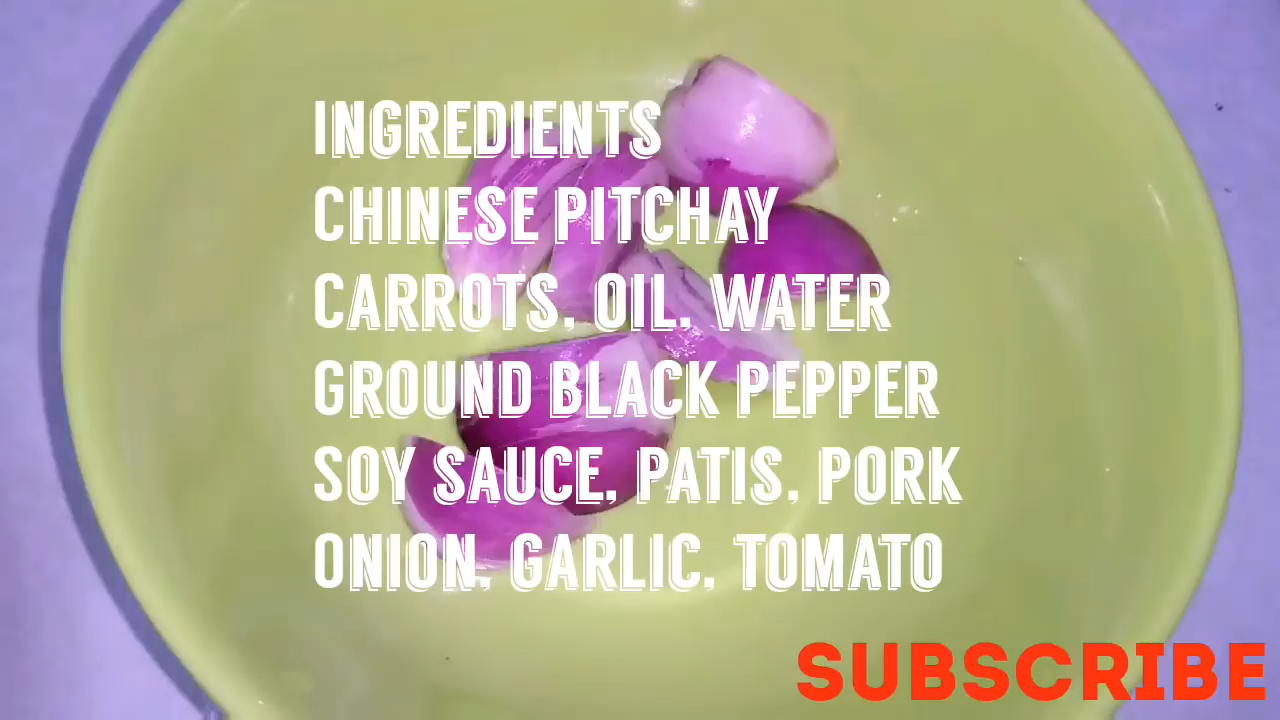 INGREDIENTS
CHINESE PITCHAY
CARROTS, OIL, WATER
GROUND BLACK PEPPER
SOY SAUCE, PATIS, PORK
ONION, GARLIC, TOMATO
SUBSCRIBE